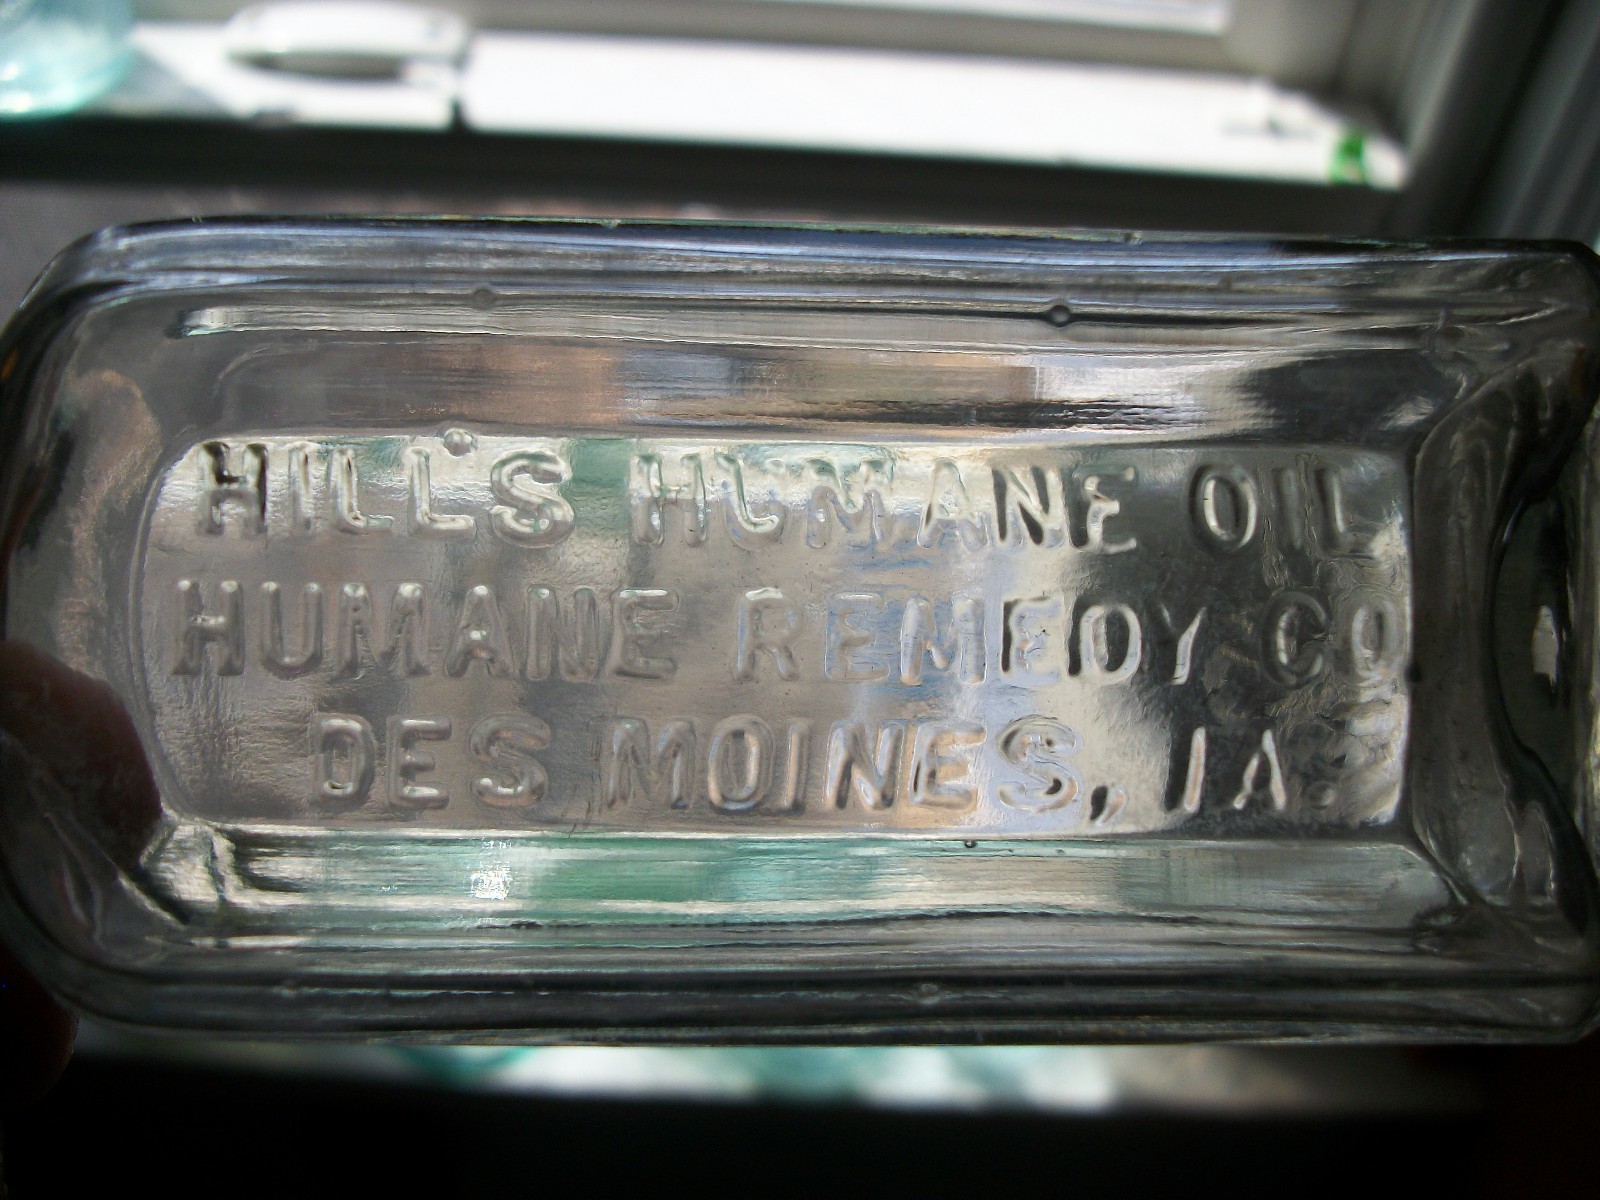 HILL'S HUMANE OIL
HUMANE REMEDY CO
DES MOINES, IA.